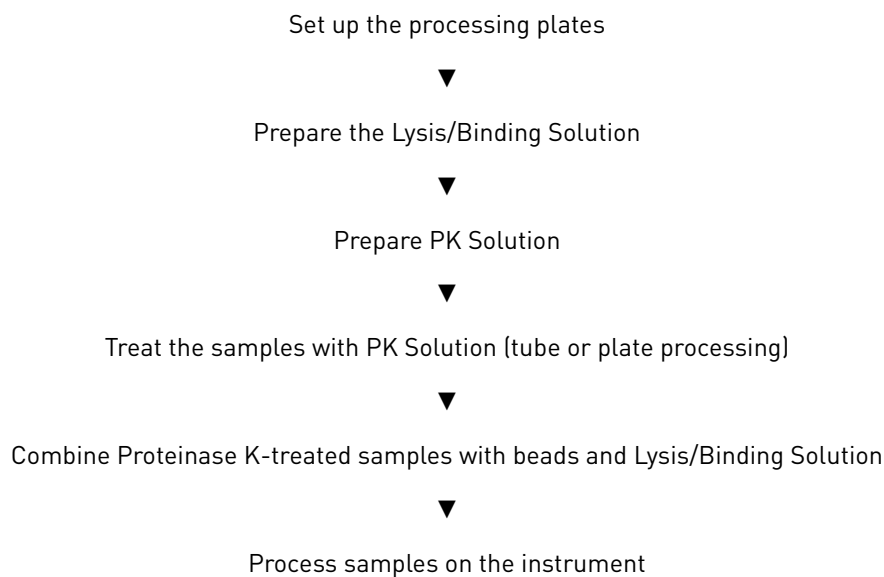 Set up the processing plates
▼
Prepare the Lysis/Binding Solution
▼
Prepare PK Solution
▼
Treat the samples with PK Solution (tube or plate processing)
▼
Combine Proteinase K-treated samples with beads and Lysis/Binding Solution
▼
Process samples on the instrument